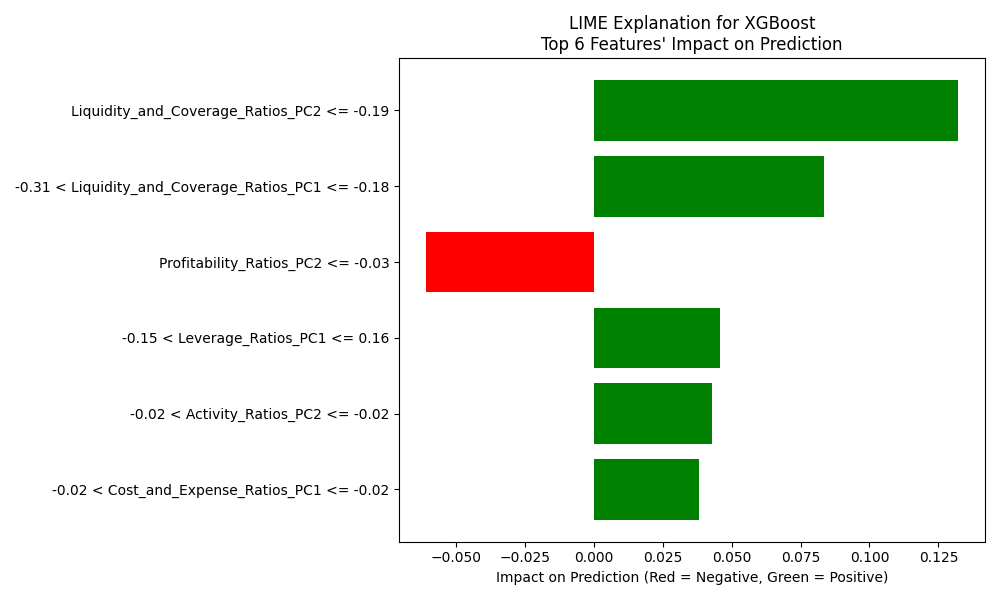 LIME Explanation for XGBoost
Top 6 Features' Impact on Prediction
Liquidity_and_Coverage_Ratios_PC2 <= -0.19
-0.31 < Liquidity_and_Coverage_Ratios_PC1 <= -0.18
Profitability_Ratios_PC2 <= -0.03
-0.15 < Leverage_Ratios_PC1 <= 0.16
-0.02 < Activity_Ratios_PC2 <= -0.02
-0.02 < Cost_and_Expense_Ratios_PC1 <= -0.02
−0.050 −0.025 0.000 0.025 0.050 0.075 0.100 0.125
Impact on Prediction (Red = Negative, Green = Positive)